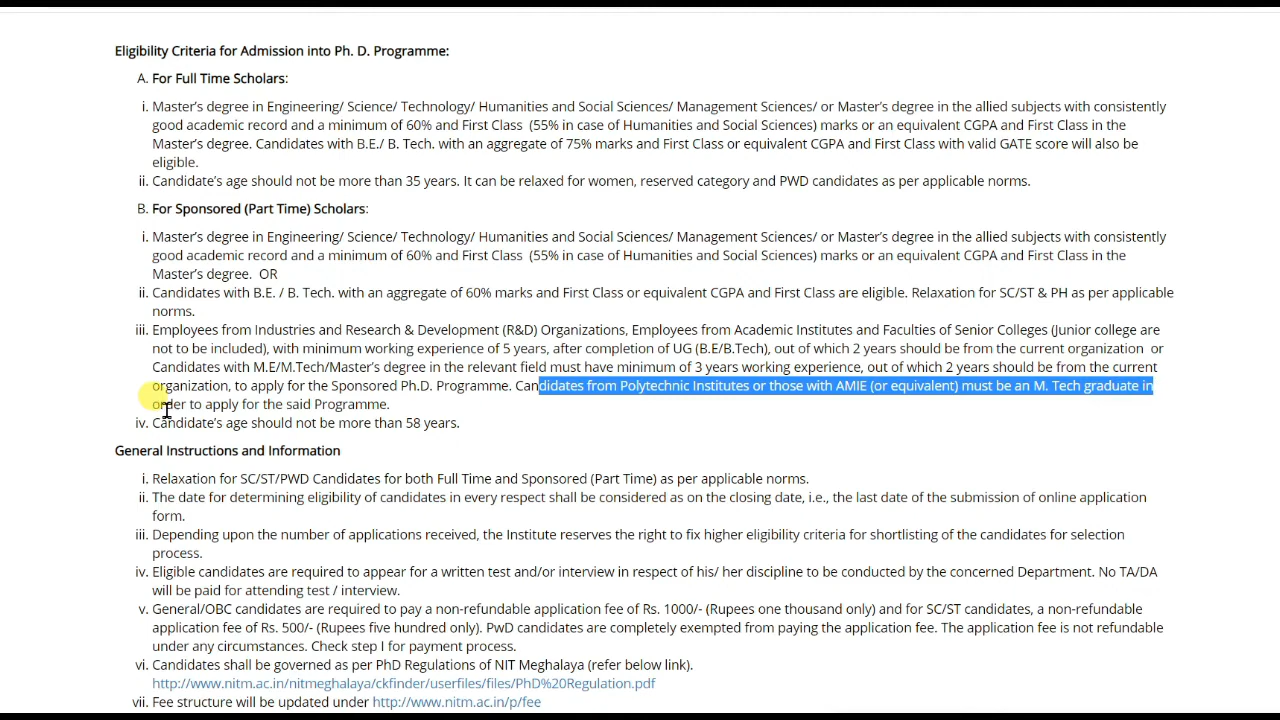 Eligibility Criteria for Admission into Ph. D. Programme:
A. For Full Time Scholars:
i. Master's degree in Engineering/ Science/ Technology/ Humanities and Social Sciences/ Management Sciences/ or Master's degree in the allied subjects with consistently
good academic record and a minimum of 60% and First Class (55% in case of Humanities and Social Sciences) marks or an equivalent CGPA and First Class in the
Master's degree. Candidates with B.E./ B. Tech. with an aggregate of 75% marks and First Class or equivalent CGPA and First Class with valid GATE score will also be
eligible.
ii. Candidate's age should not be more than 35 years. It can be relaxed for women, reserved category and PWD candidates as per applicable norms.
B. For Sponsored (Part Time) Scholars:
i. Master's degree in Engineering/ Science/ Technology/ Humanities and Social Sciences/ Management Sciences/ or Master's degree in the allied subjects with consistently
good academic record and a minimum of 60% and First Class (55% in case of Humanities and Social Sciences) marks or an equivalent CGPA and First Class in the
Master's degree. OR
ii. Candidates with B.E. / B. Tech. with an aggregate of 60% marks and First Class or equivalent CGPA and First Class are eligible. Relaxation for SC/ST & PH as per applicable
norms.
iii. Employees from Industries and Research & Development (R&D) Organizations, Employees from Academic Institutes and Faculties of Senior Colleges (Junior college are
not to be included), with minimum working experience of 5 years, after completion of UG (B.E/B.Tech), out of which 2 years should be from the current organization or
Candidates with M.E/M.Tech/Master's degree in the relevant field must have minimum of 3 years working experience, out of which 2 years should be from the current
organization, to apply for the Sponsored Ph.D. Programme. Candidates from Polytechnic Institutes or those with AMIE (or equivalent) must be an M. Tech graduate in
order to apply for the said Programme.
iv. Candidate's age should not be more than 58 years.
General Instructions and Information
i. Relaxation for SC/ST/PWD Candidates for both Full Time and Sponsored (Part Time) as per applicable norms.
ii. The date for determining eligibility of candidates in every respect shall be considered as on the closing date, i.e., the last date of the submission of online application
form.
iii. Depending upon the number of applications received, the Institute reserves the right to fix higher eligibility criteria for shortlisting of the candidates for selection
process.
iv. Eligible candidates are required to appear for a written test and/or interview in respect of his/ her discipline to be conducted by the concerned Department. No TA/DA
will be paid for attending test / interview.
v. General/OBC candidates are required to pay a non-refundable application fee of Rs. 1000/- (Rupees one thousand only) and for SC/ST candidates, a non-refundable
application fee of Rs. 500/- (Rupees five hundred only). PwD candidates are completely exempted from paying the application fee. The application fee is not refundable
under any circumstances. Check step I for payment process.
vi. Candidates shall be governed as per PhD Regulations of NIT Meghalaya (refer below link).
http://www.nitm.ac.in/nitmeghalaya/ckfinder/userfiles/files/PhD%20Regulation.pdf
vii. Fee structure will be updated under http://www.nitm.ac.in/p/fee